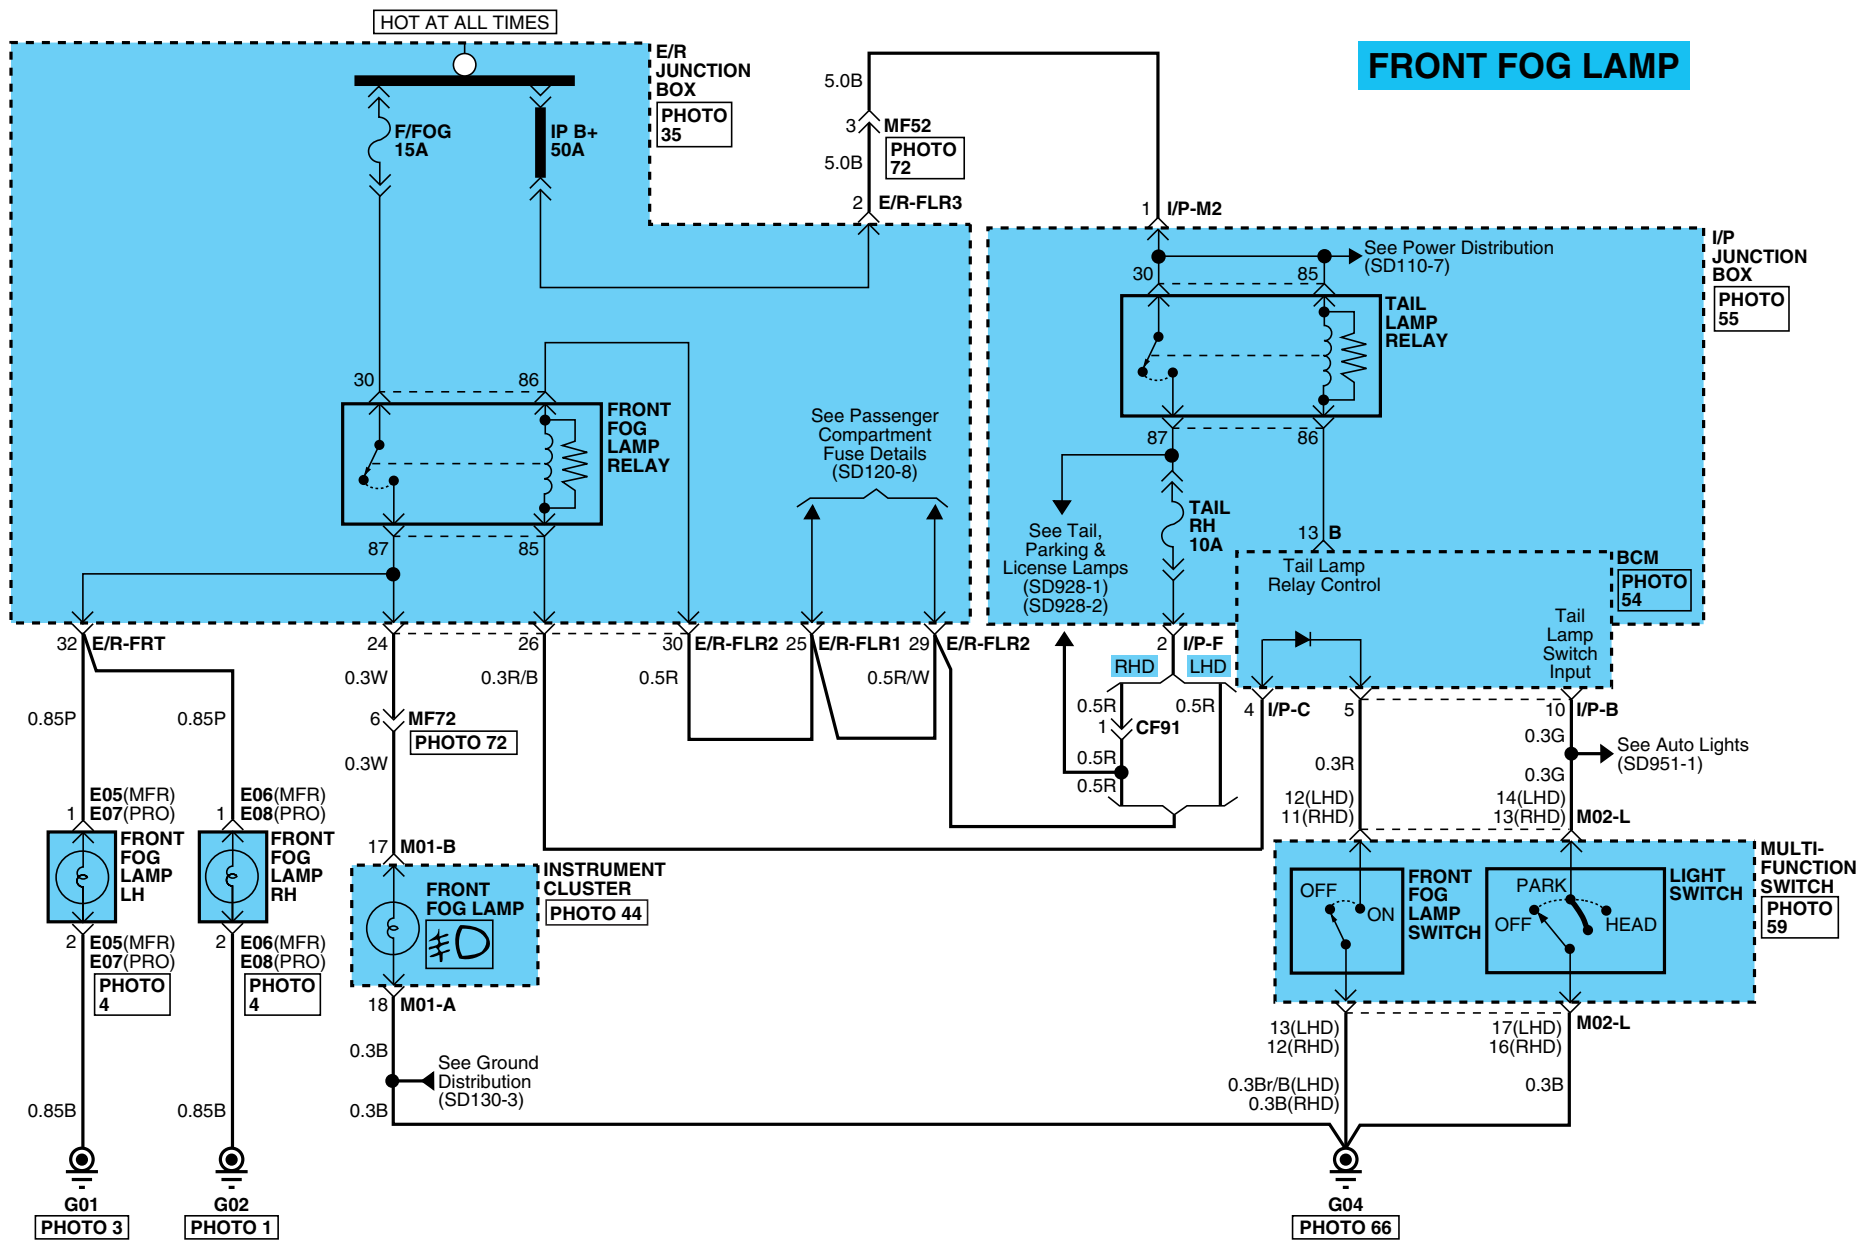 HOT AT ALL TIMES
FRONT FOG LAMP
E/R
JUNCTION
BOX
PHOTO
35
F/FOG
15A
IP B+
50A
5.0B
3
MF52
PHOTO
72
5.0B
2
E/R-FLR3
1
I/P-M2
I/P
JUNCTION
BOX
PHOTO
55
See Power Distribution
(SD110-7)
30
85
TAIL
LAMP
RELAY
87
86
30
86
FRONT
FOG
LAMP
RELAY
87
85
See Passenger
Compartment
Fuse Details
(SD120-8)
TAIL
RH
10A
See Tail,
Parking &
License Lamps
(SD928-1)
(SD928-2)
13
B
Tail Lamp
Relay Control
BCM
PHOTO
54
Tail
Lamp
Switch
Input
32
E/R-FRT
24
26
30
E/R-FLR2
25
E/R-FLR1
29
E/R-FLR2
2
I/P-F
RHD
LHD
0.3W
0.3R/B
0.5R
0.5R/W
0.5R
0.5R
1
CF91
0.5R
0.5R
4
I/P-C
5
10
I/P-B
0.3G
See Auto Lights
(SD951-1)
0.3R
0.3G
0.85P
0.85P
6
MF72
PHOTO 72
0.3W
E05(MFR)
E07(PRO)
1
E06(MFR)
E08(PRO)
1
FRONT
FOG
LAMP
LH
FRONT
FOG
LAMP
RH
2
E05(MFR)
E07(PRO)
PHOTO
4
2
E06(MFR)
E08(PRO)
PHOTO
4
17
M01-B
INSTRUMENT
CLUSTER
PHOTO 44
FRONT
FOG LAMP
18
M01-A
0.3B
See Ground
Distribution
(SD130-3)
0.3B
12(LHD)
11(RHD)
14(LHD)
13(RHD)
M02-L
MULTI-
FUNCTION
SWITCH
PHOTO
59
OFF
ON
FRONT
FOG
LAMP
SWITCH
PARK
OFF
HEAD
LIGHT
SWITCH
13(LHD)
12(RHD)
17(LHD)
16(RHD)
M02-L
0.3Br/B(LHD)
0.3B(RHD)
0.3B
0.85B
0.85B
G01
PHOTO 3
G02
PHOTO 1
G04
PHOTO 66